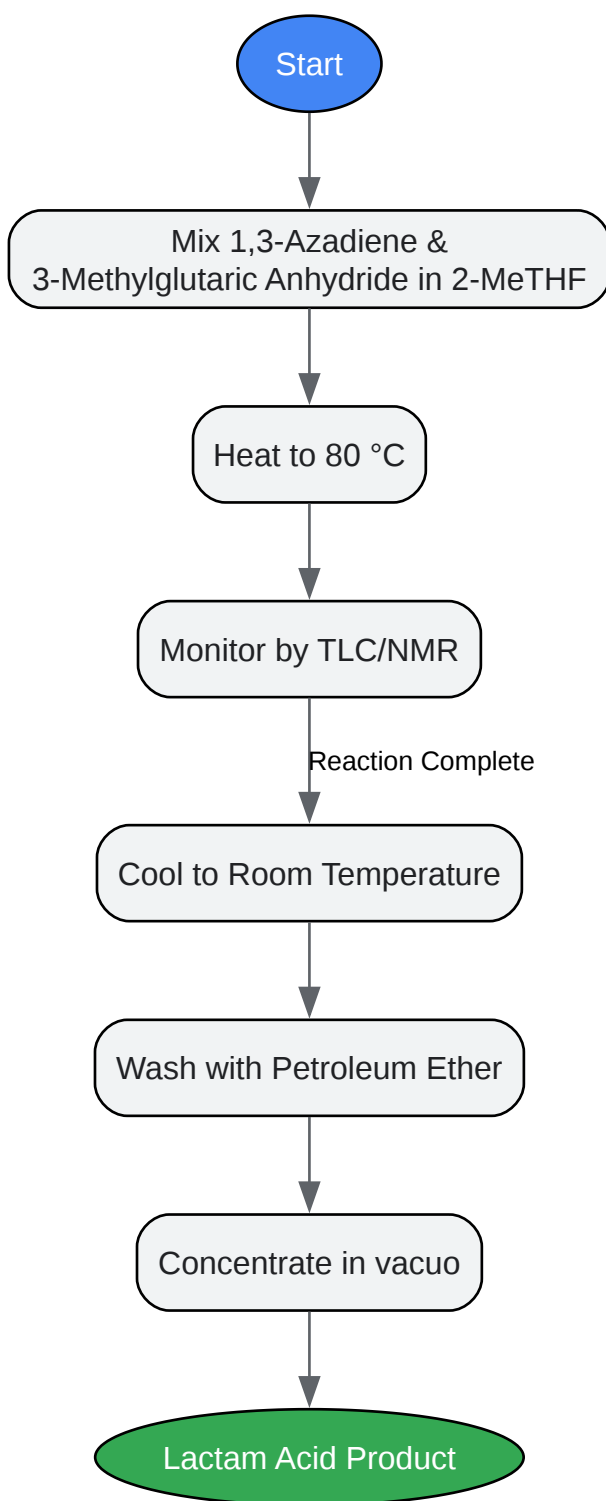 Start
Mix 1,3-Azadiene &
3-Methylglutaric Anhydride in 2-MeTHF
Heat to 80 °C
Monitor by TLC/NMR
Reaction Complete
Cool to Room Temperature
Wash with Petroleum Ether
Concentrate in vacuo
Lactam Acid Product